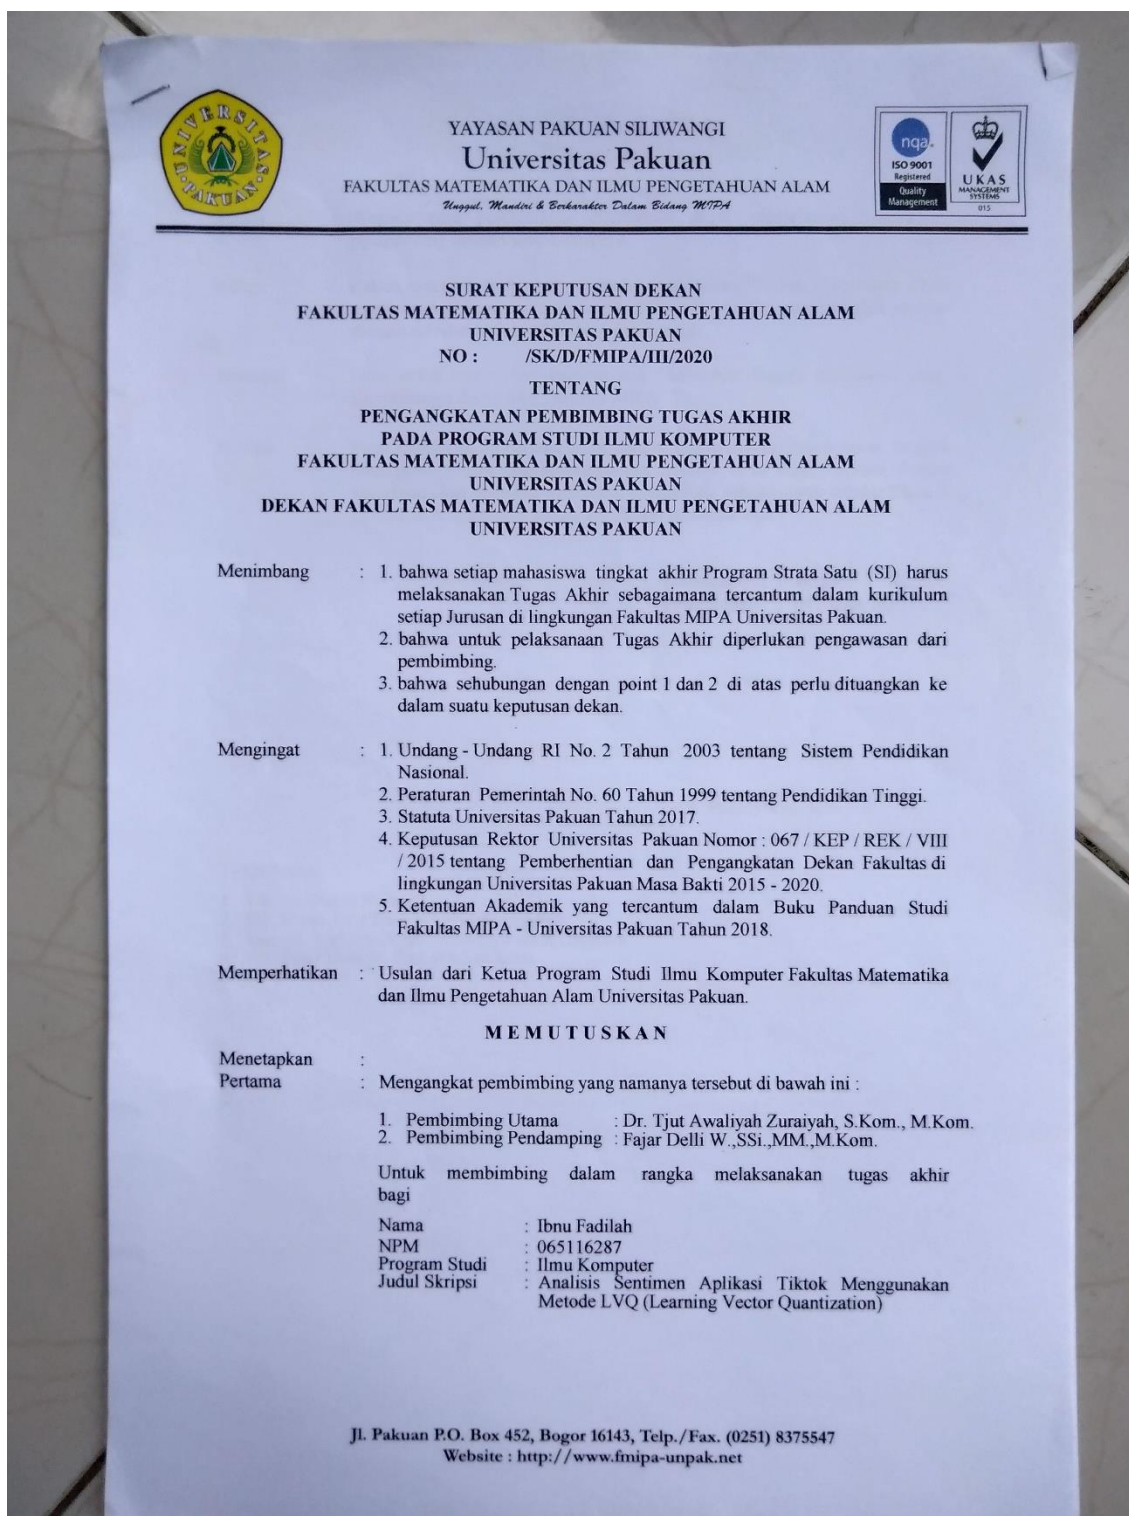 UNIVERSITAS PAKUAN
YAYASAN PAKUAN SILIWANGI
Universitas Pakuan
FAKULTAS MATEMATIKA DAN ILMU PENGETAHUAN ALAM
Unggul, Mandiri & Berkarakter Dalam Bidang MIPA
nqa.
ISO 9001
Registered
Quality
Management
UKAS
MANAGEMENT
SYSTEMS
015
SURAT KEPUTUSAN DEKAN
FAKULTAS MATEMATIKA DAN ILMU PENGETAHUAN ALAM
UNIVERSITAS PAKUAN
NO : /SK/D/FMIPA/III/2020
TENTANG
PENGANGKATAN PEMBIMBING TUGAS AKHIR
PADA PROGRAM STUDI ILMU KOMPUTER
FAKULTAS MATEMATIKA DAN ILMU PENGETAHUAN ALAM
UNIVERSITAS PAKUAN
DEKAN FAKULTAS MATEMATIKA DAN ILMU PENGETAHUAN ALAM
UNIVERSITAS PAKUAN
Menimbang : 1. bahwa setiap mahasiswa tingkat akhir Program Strata Satu (SI) harus
melaksanakan Tugas Akhir sebagaimana tercantum dalam kurikulum
setiap Jurusan di lingkungan Fakultas MIPA Universitas Pakuan.
2. bahwa untuk pelaksanaan Tugas Akhir diperlukan pengawasan dari
pembimbing.
3. bahwa sehubungan dengan point 1 dan 2 di atas perlu dituangkan ke
dalam suatu keputusan dekan.
Mengingat : 1. Undang - Undang RI No. 2 Tahun 2003 tentang Sistem Pendidikan
Nasional.
2. Peraturan Pemerintah No. 60 Tahun 1999 tentang Pendidikan Tinggi.
3. Statuta Universitas Pakuan Tahun 2017.
4. Keputusan Rektor Universitas Pakuan Nomor : 067 / KEP / REK / VIII
/ 2015 tentang Pemberhentian dan Pengangkatan Dekan Fakultas di
lingkungan Universitas Pakuan Masa Bakti 2015 - 2020.
5. Ketentuan Akademik yang tercantum dalam Buku Panduan Studi
Fakultas MIPA - Universitas Pakuan Tahun 2018.
Memperhatikan : Usulan dari Ketua Program Studi Ilmu Komputer Fakultas Matematika
dan Ilmu Pengetahuan Alam Universitas Pakuan.
M E M U T U S K A N
Menetapkan :
Pertama : Mengangkat pembimbing yang namanya tersebut di bawah ini :
1. Pembimbing Utama : Dr. Tjut Awaliyah Zuraiyah, S.Kom., M.Kom.
2. Pembimbing Pendamping : Fajar Delli W.,SSi.,MM.,M.Kom.
Untuk membimbing dalam rangka melaksanakan tugas akhir
bagi
Nama : Ibnu Fadilah
NPM : 065116287
Program Studi : Ilmu Komputer
Judul Skripsi : Analisis Sentimen Aplikasi Tiktok Menggunakan
Metode LVQ (Learning Vector Quantization)
Jl. Pakuan P.O. Box 452, Bogor 16143, Telp./Fax. (0251) 8375547
Website : http://www.fmipa-unpak.net